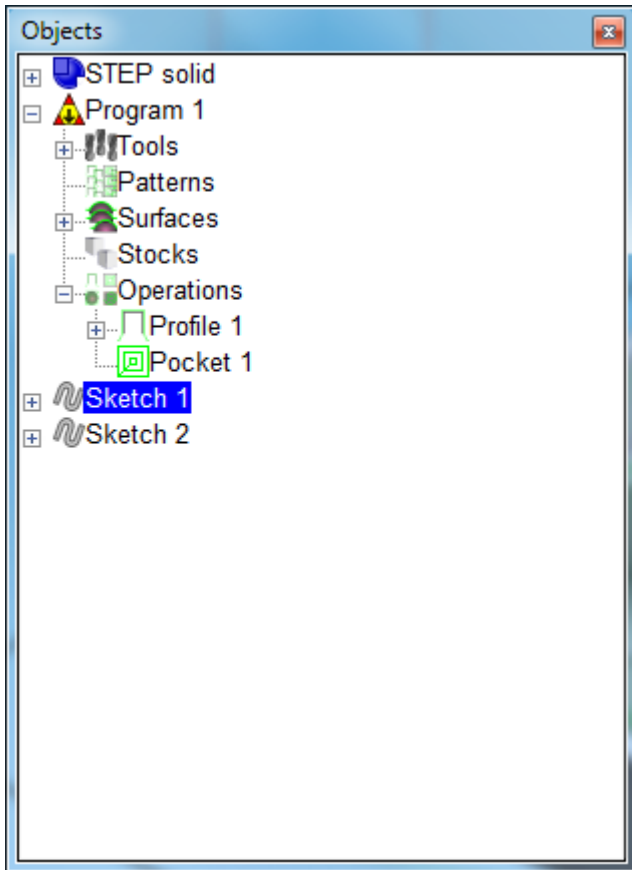 Objects
STEP solid
Program 1
Tools
Patterns
Surfaces
Stocks
Operations
Profile 1
Pocket 1
Sketch 1
Sketch 2